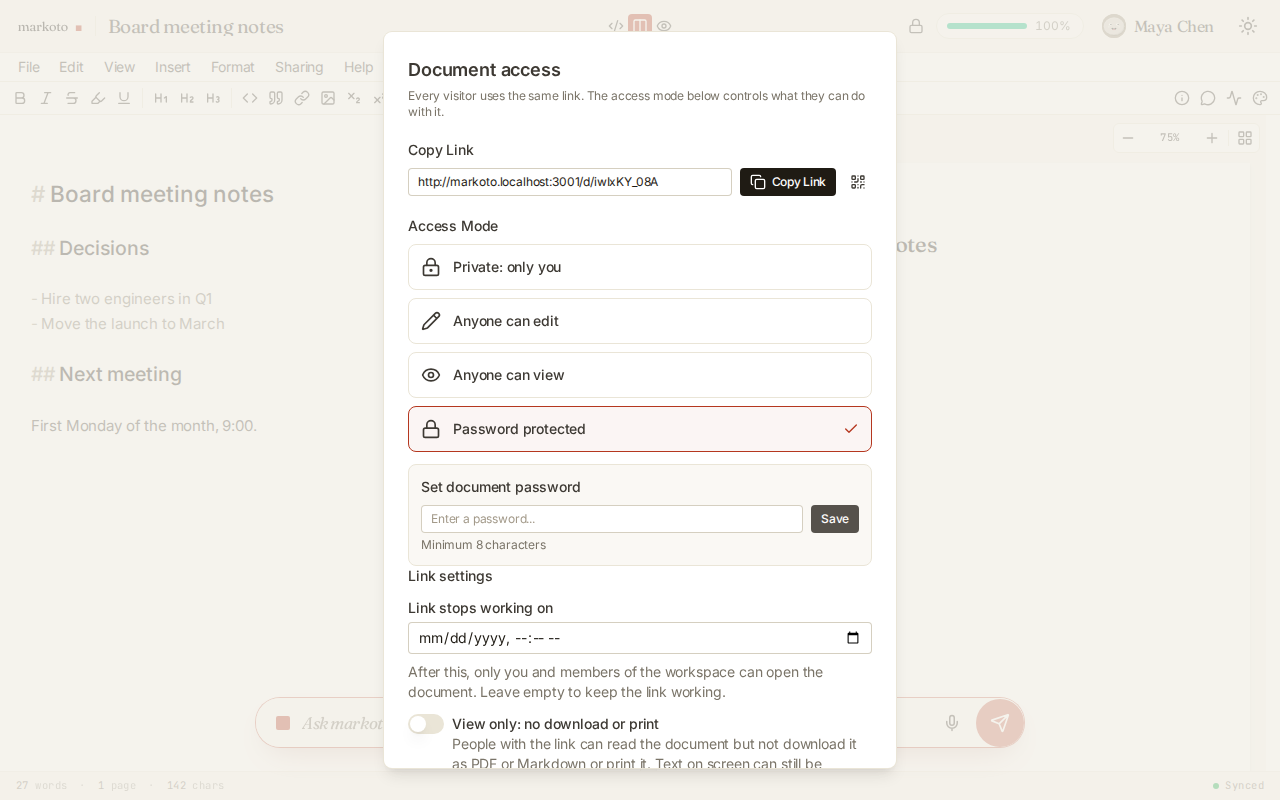 markoto
Board meeting notes
100%
Maya Chen
File Edit View Insert Format Sharing Help
H1 H2 H3
75%
# Board meeting notes
## Decisions
- Hire two engineers in Q1
- Move the launch to March
## Next meeting
First Monday of the month, 9:00.
otes
Document access
Every visitor uses the same link. The access mode below controls what they can do
with it.
Copy Link
Copy Link
Access Mode
Private: only you
Anyone can edit
Anyone can view
Password protected
Set document password
Enter a password...
Save
Minimum 8 characters
Link settings
Link stops working on
mm/dd/yyyy, --:-- --
After this, only you and members of the workspace can open the
document. Leave empty to keep the link working.
View only: no download or print
People with the link can read the document but not download it
as PDF or Markdown or print it. Text on screen can still be
Ask markot
27 words · 1 page · 142 chars
Synced